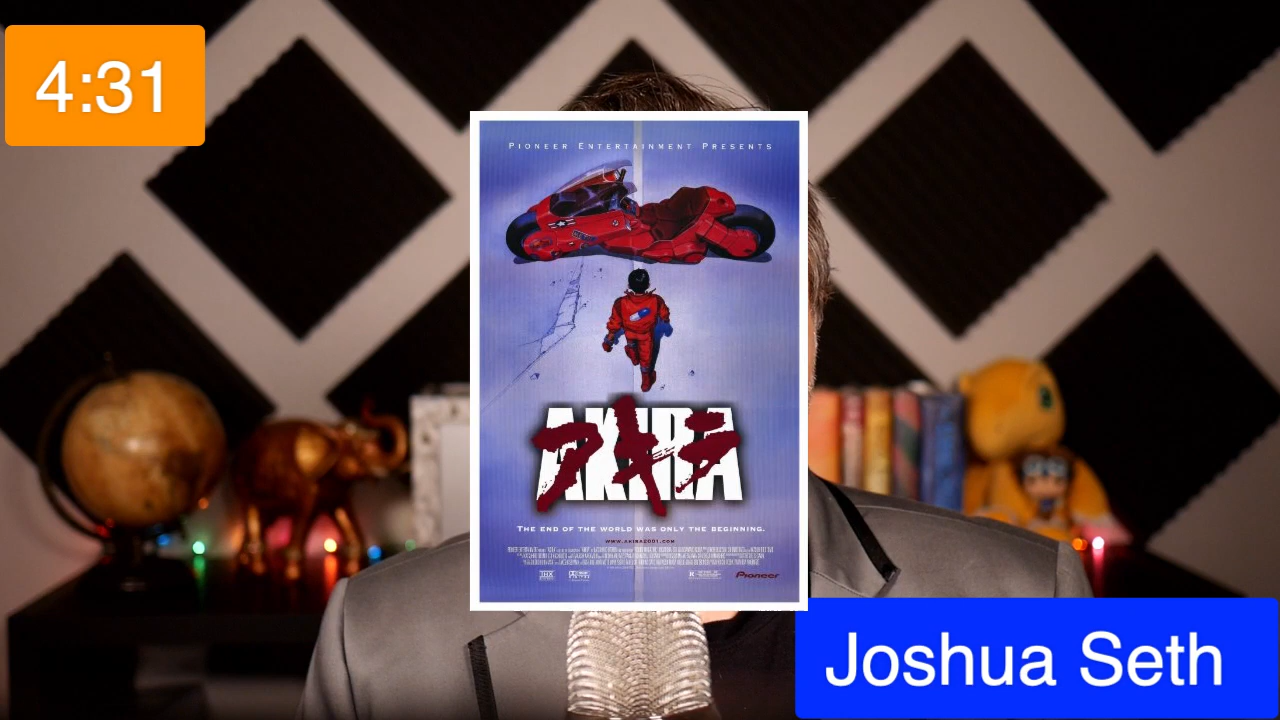 4:31
PIONEER ENTERTAINMENT PRESENTS
AKIRA
アキラ
THE END OF THE WORLD WAS ONLY THE BEGINNING.
WWW.AKIRA2001.COM
THX
R
Pioneer
Joshua Seth